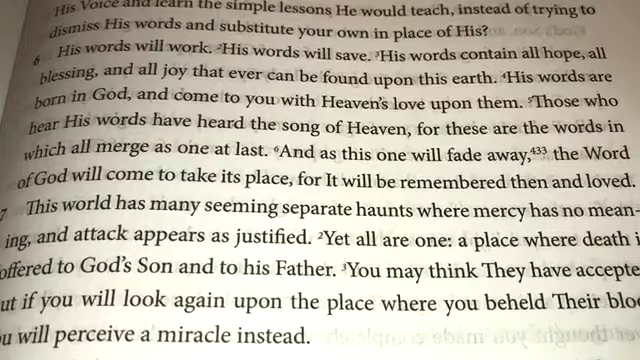 His Voice and learn the simple lessons He would teach, instead of trying to
dismiss His words and substitute your own in place of His?
6 His words will work. ²His words will save. ³His words contain all hope, all
blessing, and all joy that ever can be found upon this earth. ⁴His words are
born in God, and come to you with Heaven's love upon them. ⁵Those who
hear His words have heard the song of Heaven, for these are the words in
which all merge as one at last. ⁶And as this one will fade away,⁴³³ the Word
of God will come to take its place, for It will be remembered then and loved.
7 This world has many seeming separate haunts where mercy has no mean-
ing, and attack appears as justified. ²Yet all are one: a place where death i
offered to God's Son and to his Father. ³You may think They have accepte
ut if you will look again upon the place where you beheld Their bloo
u will perceive a miracle instead.